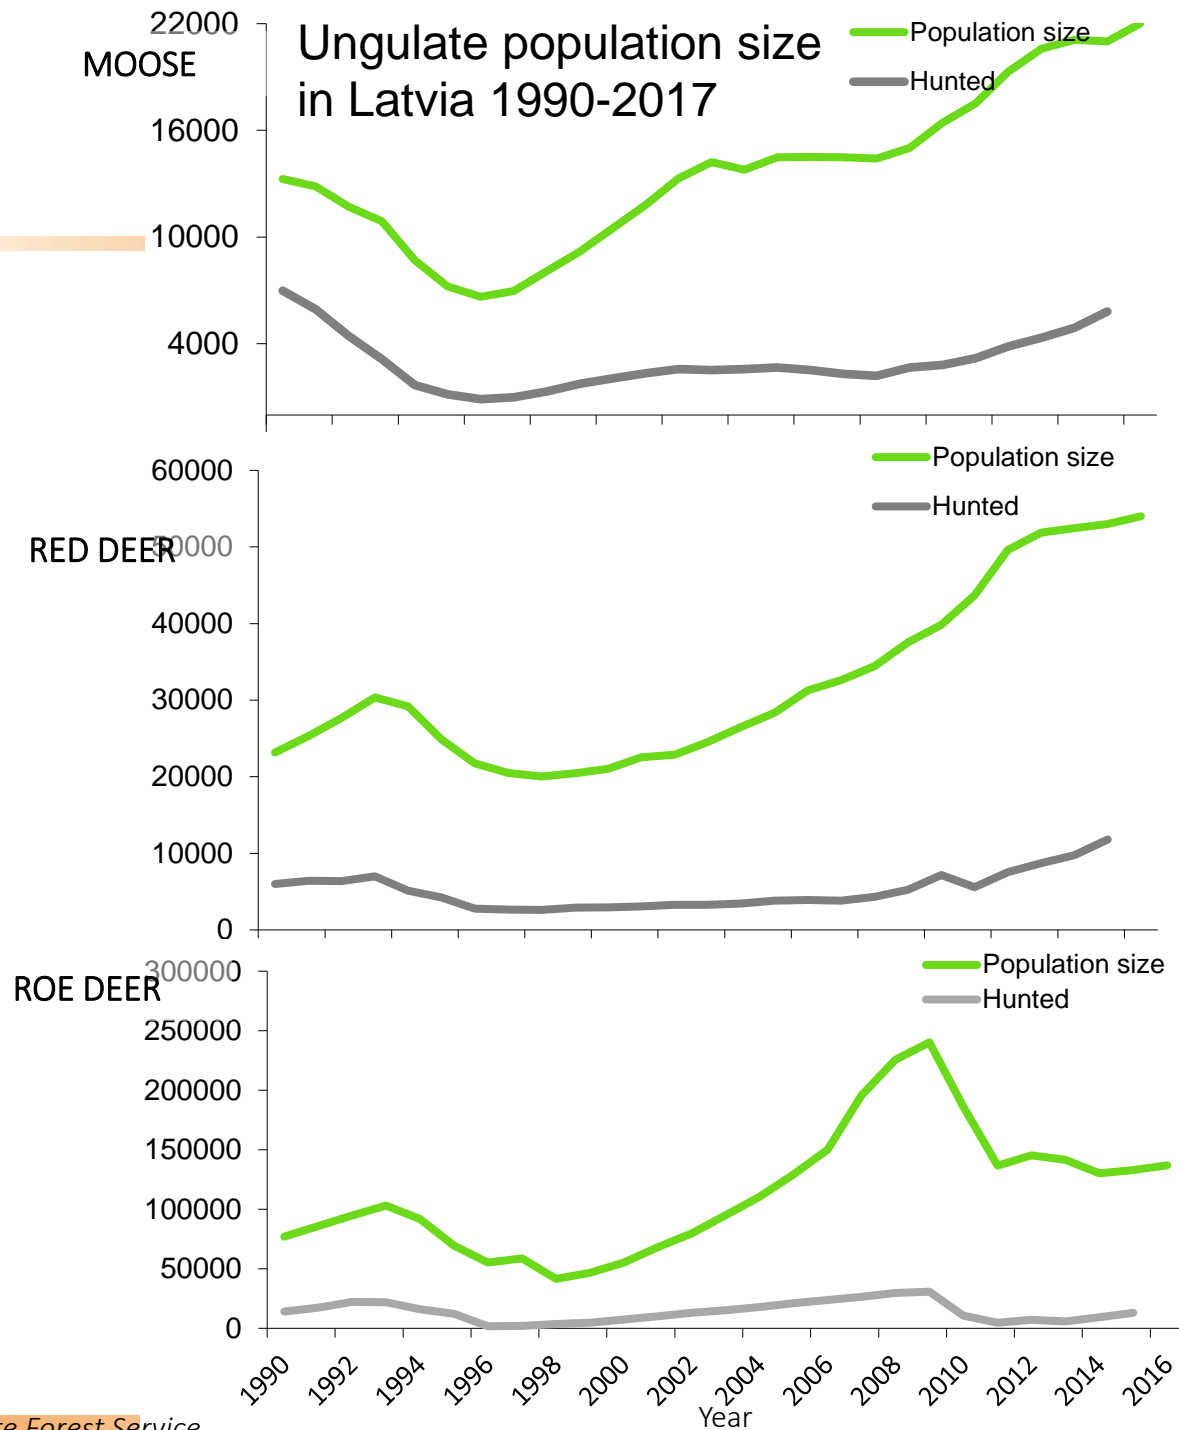 Ungulate population size
in Latvia 1990-2017
MOOSE
22000
16000
10000
4000
Population size
Hunted
RED DEER
60000
50000
40000
30000
20000
10000
0
Population size
Hunted
ROE DEER
300000
250000
200000
150000
100000
50000
0
Population size
Hunted
1990 1992 1994 1996 1998 2000 2002 2004 2006 2008 2010 2012 2014 2016
Year
Forest Service